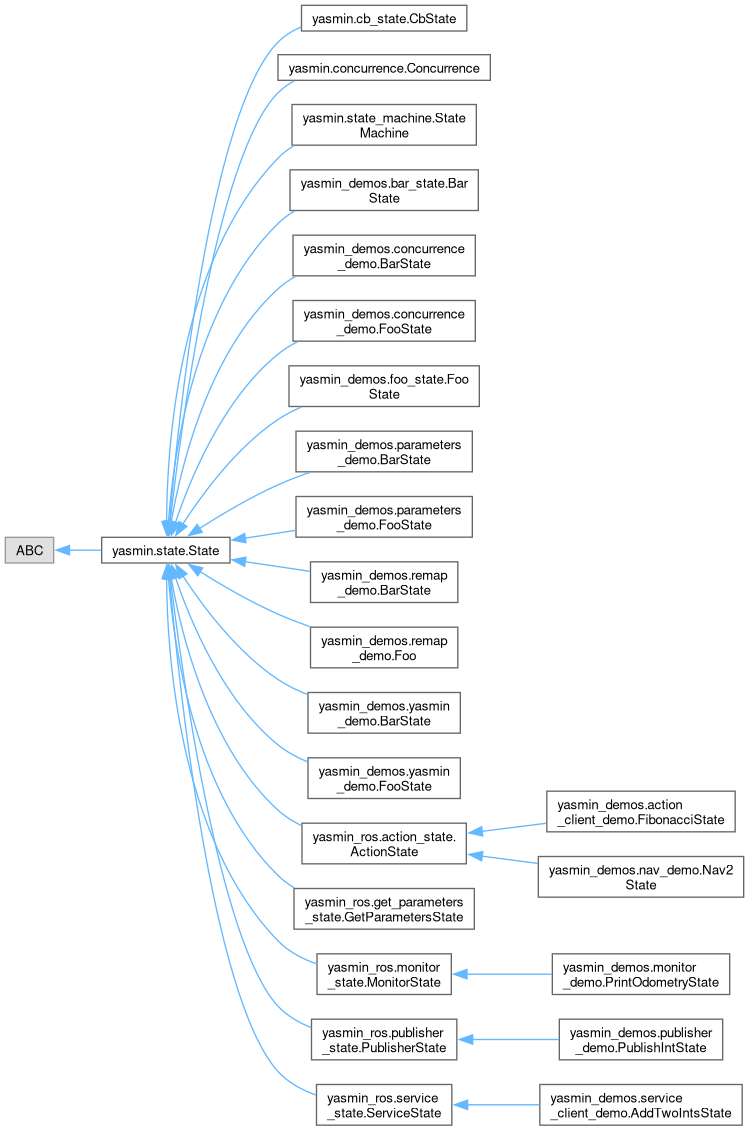 yasmin.cb_state.CbState
yasmin.concurrence.Concurrence
yasmin.state_machine.State
Machine
yasmin_demos.bar_state.Bar
State
yasmin_demos.concurrence
_demo.BarState
yasmin_demos.concurrence
_demo.FooState
yasmin_demos.foo_state.Foo
State
yasmin_demos.parameters
_demo.BarState
yasmin_demos.parameters
_demo.FooState
ABC
yasmin.state.State
yasmin_demos.remap
_demo.BarState
yasmin_demos.remap
_demo.Foo
yasmin_demos.yasmin
_demo.BarState
yasmin_demos.yasmin
_demo.FooState
yasmin_ros.action_state.
ActionState
yasmin_demos.action
_client_demo.FibonacciState
yasmin_demos.nav_demo.Nav2
State
yasmin_ros.get_parameters
_state.GetParametersState
yasmin_ros.monitor
_state.MonitorState
yasmin_demos.monitor
_demo.PrintOdometryState
yasmin_ros.publisher
_state.PublisherState
yasmin_demos.publisher
_demo.PublishIntState
yasmin_ros.service
_state.ServiceState
yasmin_demos.service
_client_demo.AddTwoIntsState